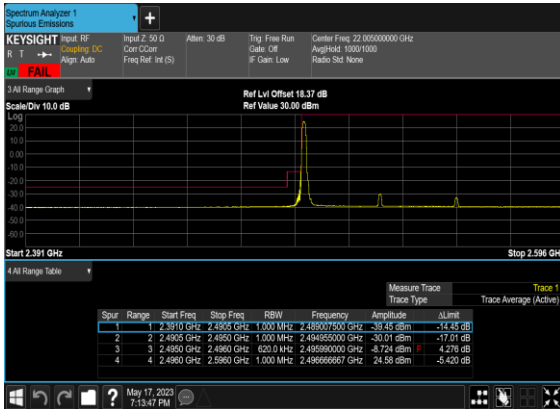 Spectrum Analyzer 1
Spurious Emissions
+
KEYSIGHT Input: RF Input Z: 50 Ω Atten: 30 dB Trig: Free Run Center Freq: 22.005000000 GHz
R T Coupling: DC Corr CCorr Gate: Off Avg|Hold: 1000/1000
Align: Auto Freq Ref: Int (S) IF Gain: Low Radio Std: None
LXI FAIL
3 All Range Graph
Ref Lvl Offset 18.37 dB
Scale/Div 10.0 dB Ref Value 30.00 dBm
Log
20.0
10.0
0.00
-10.0
-20.0
-30.0
-40.0
-50.0
-60.0
Start 2.391 GHz Stop 2.596 GH
4 All Range Table
Measure Trace Trace 1
Trace Type Trace Average (Active)
Spur Range Start Freq Stop Freq RBW Frequency Amplitude ΔLimit
1 1 2.3910 GHz 2.4905 GHz 1.000 MHz 2.489007500 GHz -39.45 dBm -14.45 dB
2 2 2.4905 GHz 2.4950 GHz 1.000 MHz 2.494955000 GHz -30.01 dBm -17.01 dB
3 3 2.4950 GHz 2.4960 GHz 620.0 kHz 2.495990000 GHz -8.724 dBm F 4.276 dB
4 4 2.4960 GHz 2.5960 GHz 1.000 MHz 2.496666667 GHz 24.58 dBm -5.420 dB
? May 17, 2023
7:13:47 PM